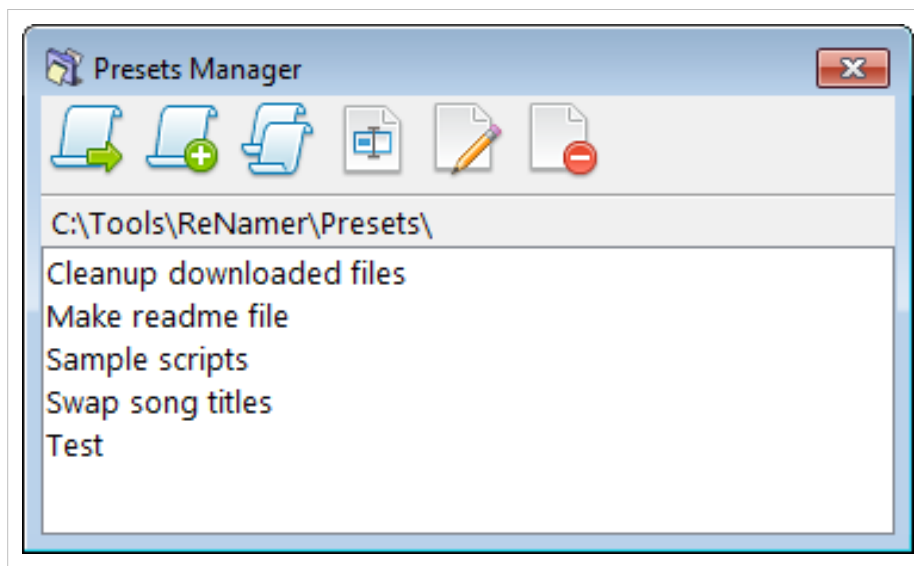 Presets Manager
C:\Tools\ReNamer\Presets\
Cleanup downloaded files
Make readme file
Sample scripts
Swap song titles
Test